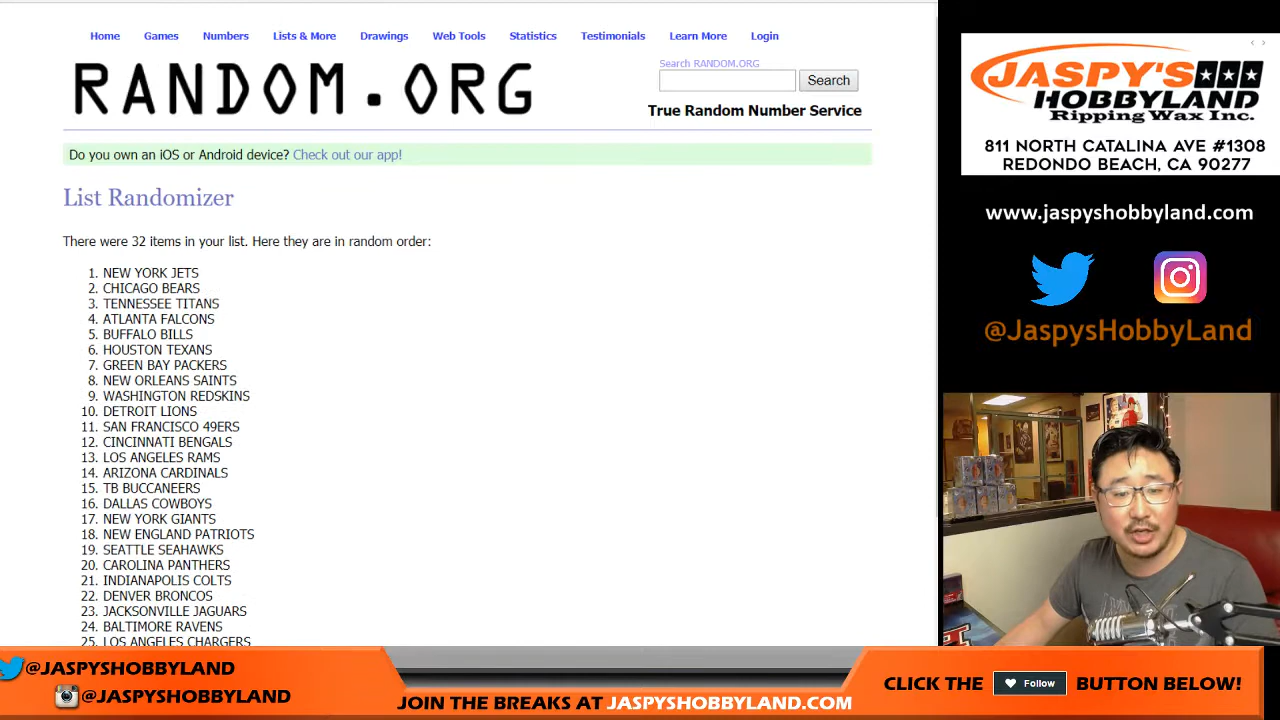 Home Games Numbers Lists & More Drawings Web Tools Statistics Testimonials Learn More Login
RANDOM.ORG
Search RANDOM.ORG
Search
True Random Number Service
Do you own an iOS or Android device? Check out our app!
List Randomizer
There were 32 items in your list. Here they are in random order:
1. NEW YORK JETS
2. CHICAGO BEARS
3. TENNESSEE TITANS
4. ATLANTA FALCONS
5. BUFFALO BILLS
6. HOUSTON TEXANS
7. GREEN BAY PACKERS
8. NEW ORLEANS SAINTS
9. WASHINGTON REDSKINS
10. DETROIT LIONS
11. SAN FRANCISCO 49ERS
12. CINCINNATI BENGALS
13. LOS ANGELES RAMS
14. ARIZONA CARDINALS
15. TB BUCCANEERS
16. DALLAS COWBOYS
17. NEW YORK GIANTS
18. NEW ENGLAND PATRIOTS
19. SEATTLE SEAHAWKS
20. CAROLINA PANTHERS
21. INDIANAPOLIS COLTS
22. DENVER BRONCOS
23. JACKSONVILLE JAGUARS
24. BALTIMORE RAVENS
25. LOS ANGELES CHARGERS
JASPY'S
HOBBYLAND
Ripping Wax Inc.
811 NORTH CATALINA AVE #1308
REDONDO BEACH, CA 90277
www.jaspyshobbyland.com
@JaspysHobbyLand
@JASPYSHOBBYLAND
@JASPYSHOBBYLAND
JOIN THE BREAKS AT JASPYSHOBBYLAND.COM
CLICK THE Follow BUTTON BELOW!